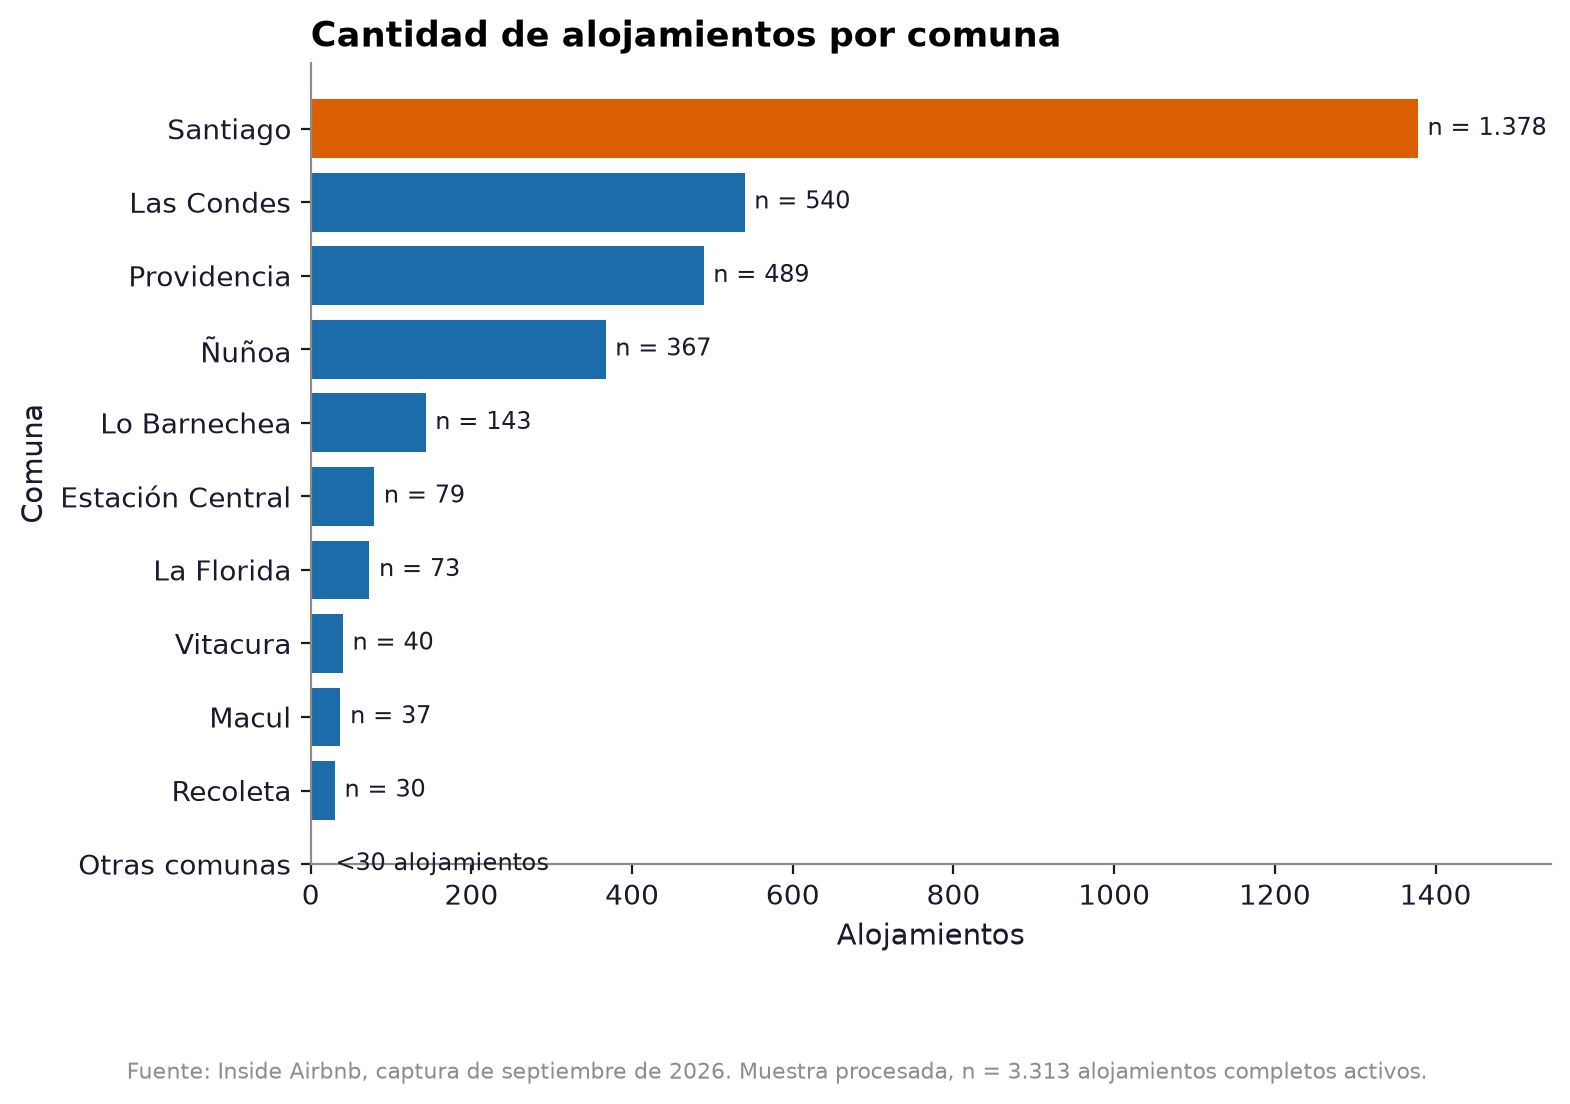 Cantidad de alojamientos por comuna
Santiago n = 1.378
Las Condes n = 540
Providencia n = 489
Ñuñoa n = 367
Lo Barnechea n = 143
Estación Central n = 79
La Florida n = 73
Vitacura n = 40
Macul n = 37
Recoleta n = 30
Otras comunas <30 alojamientos
Comuna
0 200 400 600 800 1000 1200 1400
Alojamientos
Fuente: Inside Airbnb, captura de septiembre de 2026. Muestra procesada, n = 3.313 alojamientos completos activos.